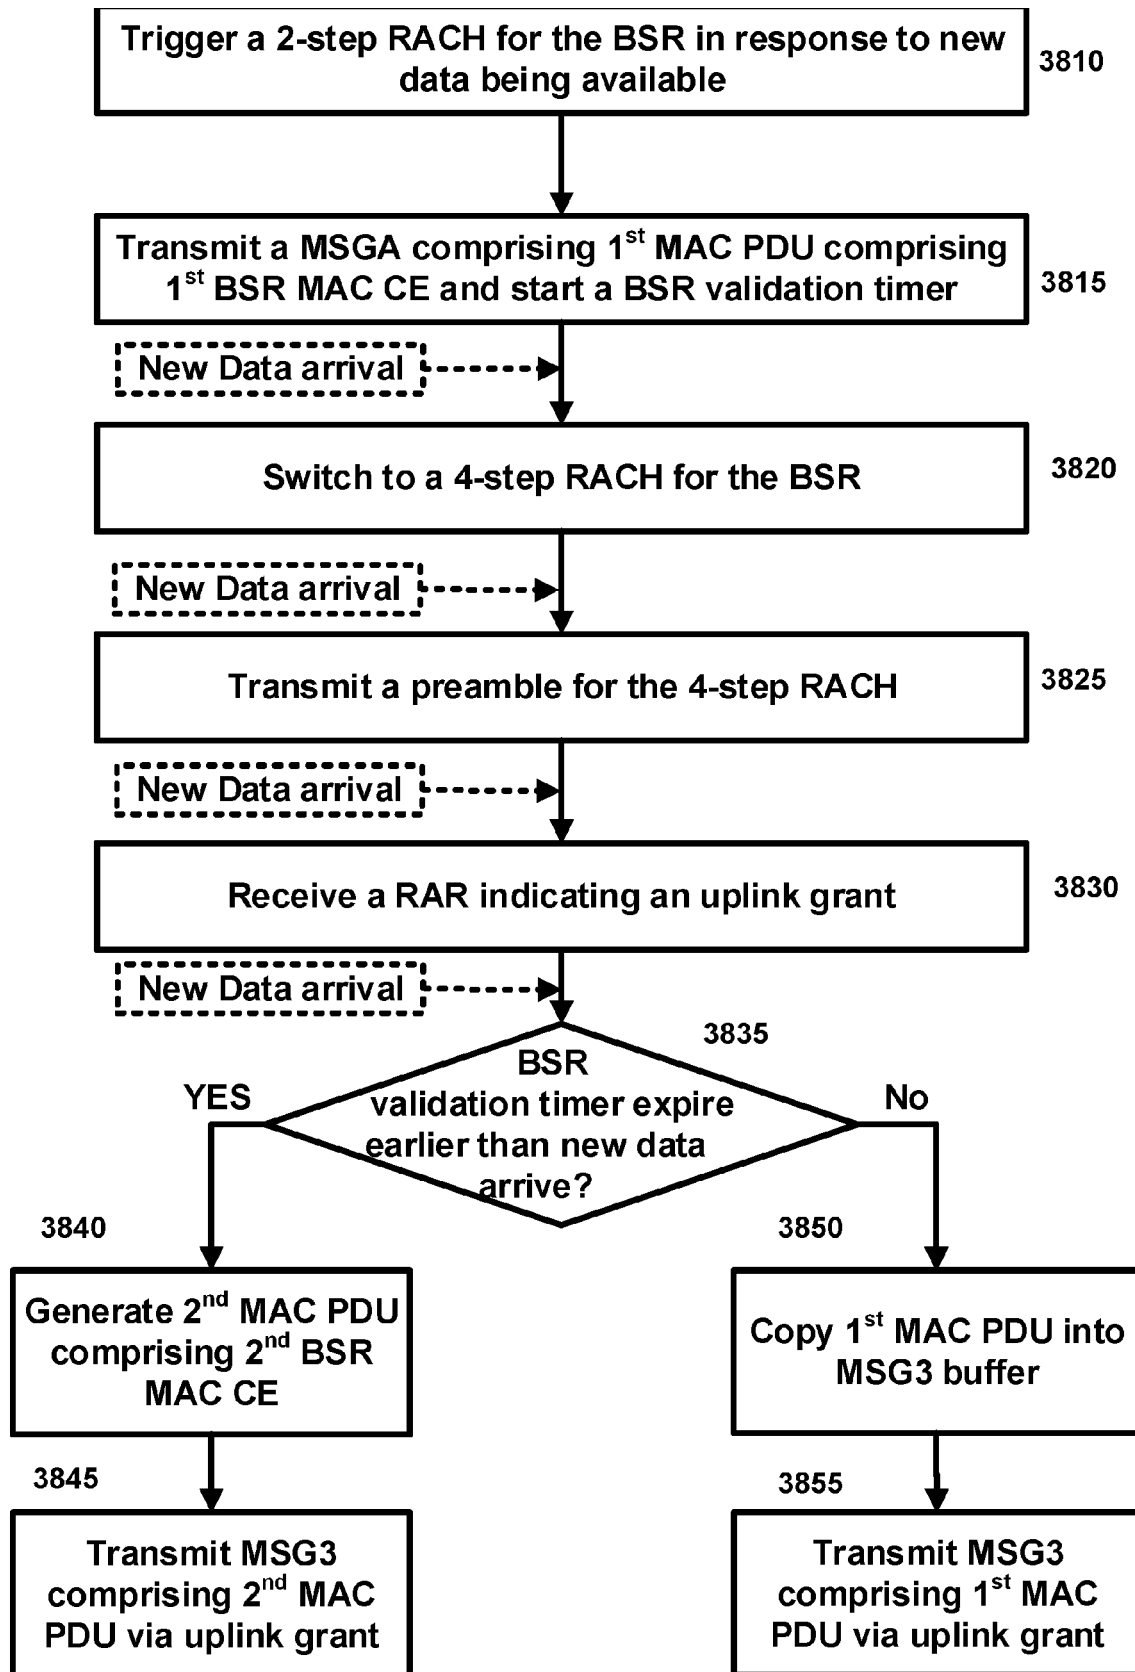 Trigger a 2-step RACH for the BSR in response to new
data being available
3810
Transmit a MSGA comprising 1st MAC PDU comprising
1st BSR MAC CE and start a BSR validation timer
3815
New Data arrival
Switch to a 4-step RACH for the BSR
3820
New Data arrival
Transmit a preamble for the 4-step RACH
3825
New Data arrival
Receive a RAR indicating an uplink grant
3830
New Data arrival
3835
BSR
validation timer expire
earlier than new data
arrive?
YES
No
3840
Generate 2nd MAC PDU
comprising 2nd BSR
MAC CE
3850
Copy 1st MAC PDU into
MSG3 buffer
3845
Transmit MSG3
comprising 2nd MAC
PDU via uplink grant
3855
Transmit MSG3
comprising 1st MAC
PDU via uplink grant